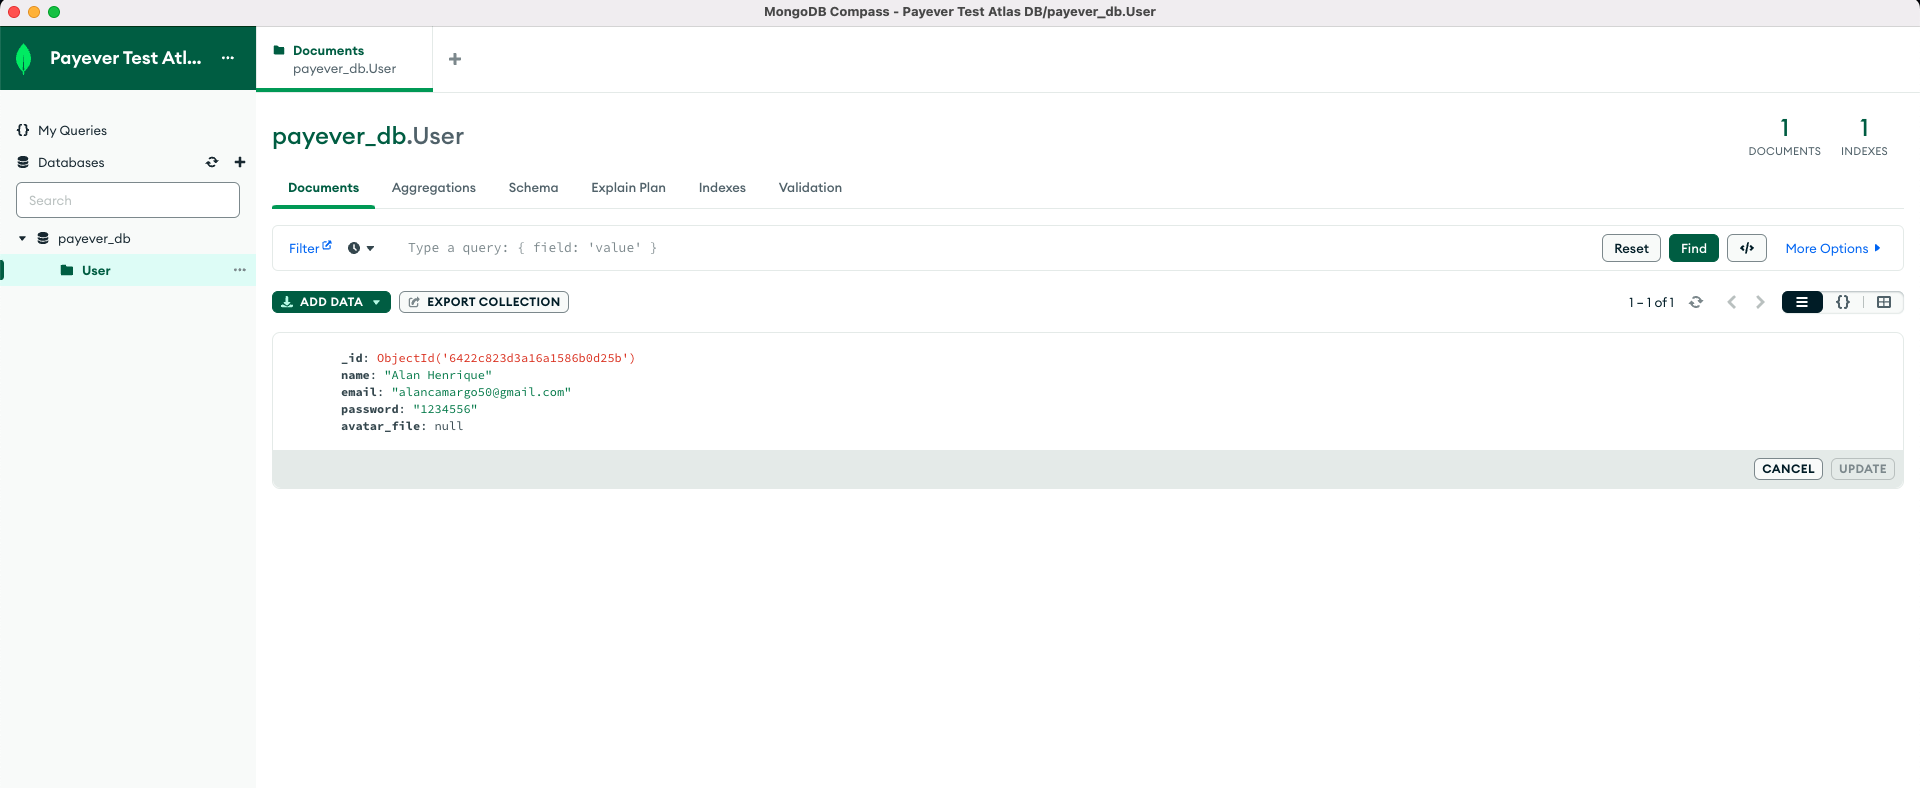 MongoDB Compass - Payever Test Atlas DB/payever_db.User
Payever Test Atl... ...
Documents
payever_db.User
+
{} My Queries
Databases
Search
payever_db
User ...
payever_db.User
1
DOCUMENTS
1
INDEXES
Documents Aggregations Schema Explain Plan Indexes Validation
Filter Type a query: { field: 'value' } Reset Find </> More Options
ADD DATA EXPORT COLLECTION 1 – 1 of 1 {}
_id: ObjectId('6422c823d3a16a1586b0d25b')
name: "Alan Henrique"
email: "alancamargo50@gmail.com"
password: "1234556"
avatar_file: null
CANCEL UPDATE